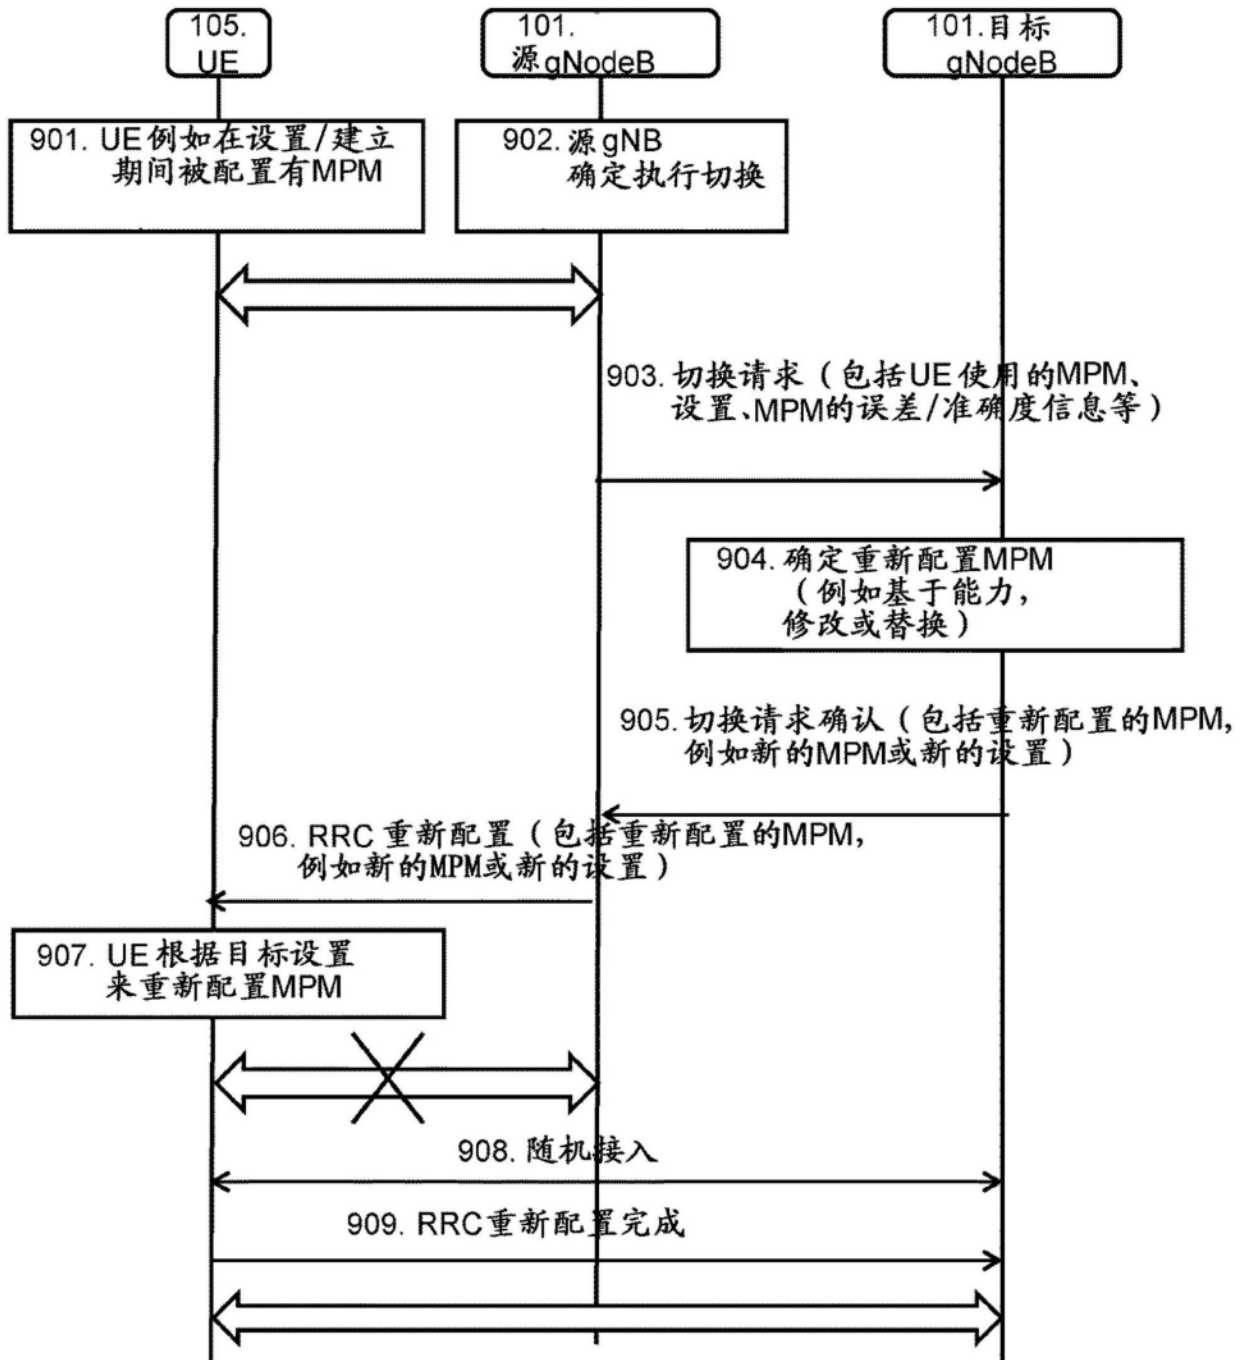 105.
UE
101.
源gNodeB
101.目标
gNodeB
901. UE例如在设置/建立
期间被配置有MPM
902.源gNB
确定执行切换
903.切换请求（包括UE使用的MPM、
设置、MPM的误差/准确度信息等）
904.确定重新配置MPM
（例如基于能力，
修改或替换）
905.切换请求确认（包括重新配置的MPM,
例如新的MPM或新的设置）
906. RRC 重新配置（包括重新配置的MPM,
例如新的MPM或新的设置）
907. UE根据目标设置
来重新配置MPM
908. 随机接入
909. RRC重新配置完成